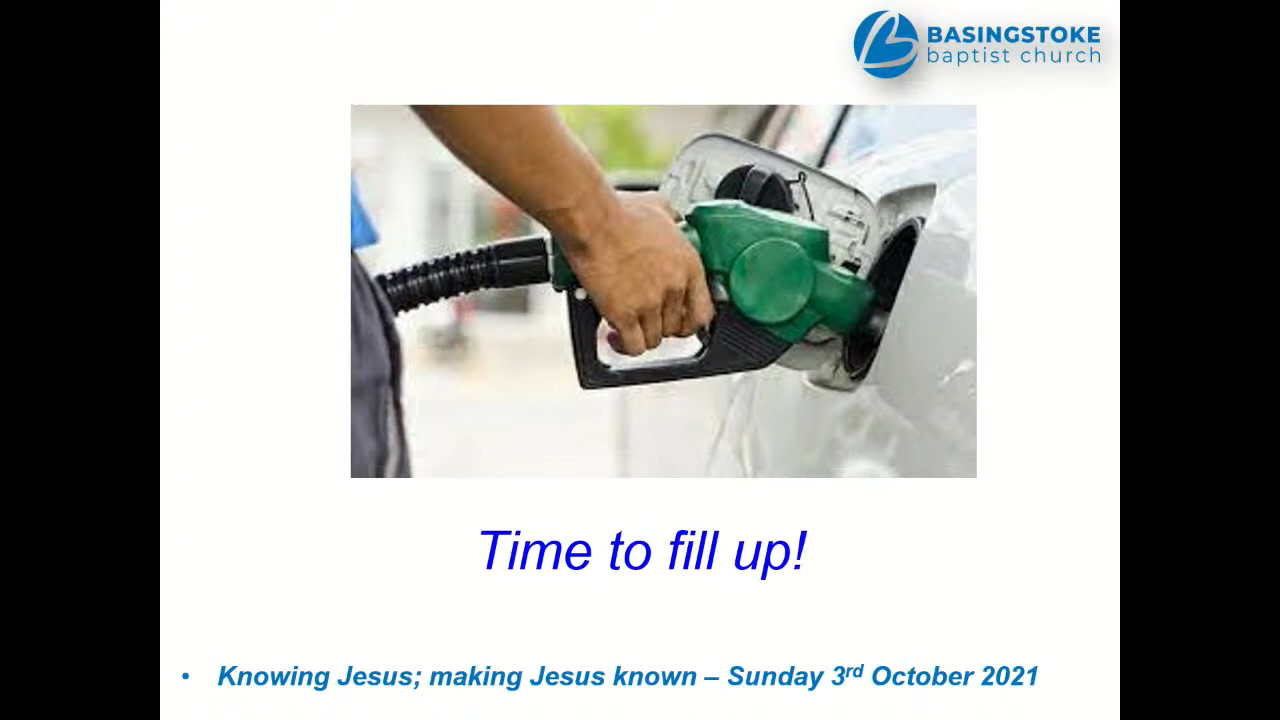 BASINGSTOKE
baptist church
Time to fill up!
• Knowing Jesus; making Jesus known – Sunday 3rd October 2021